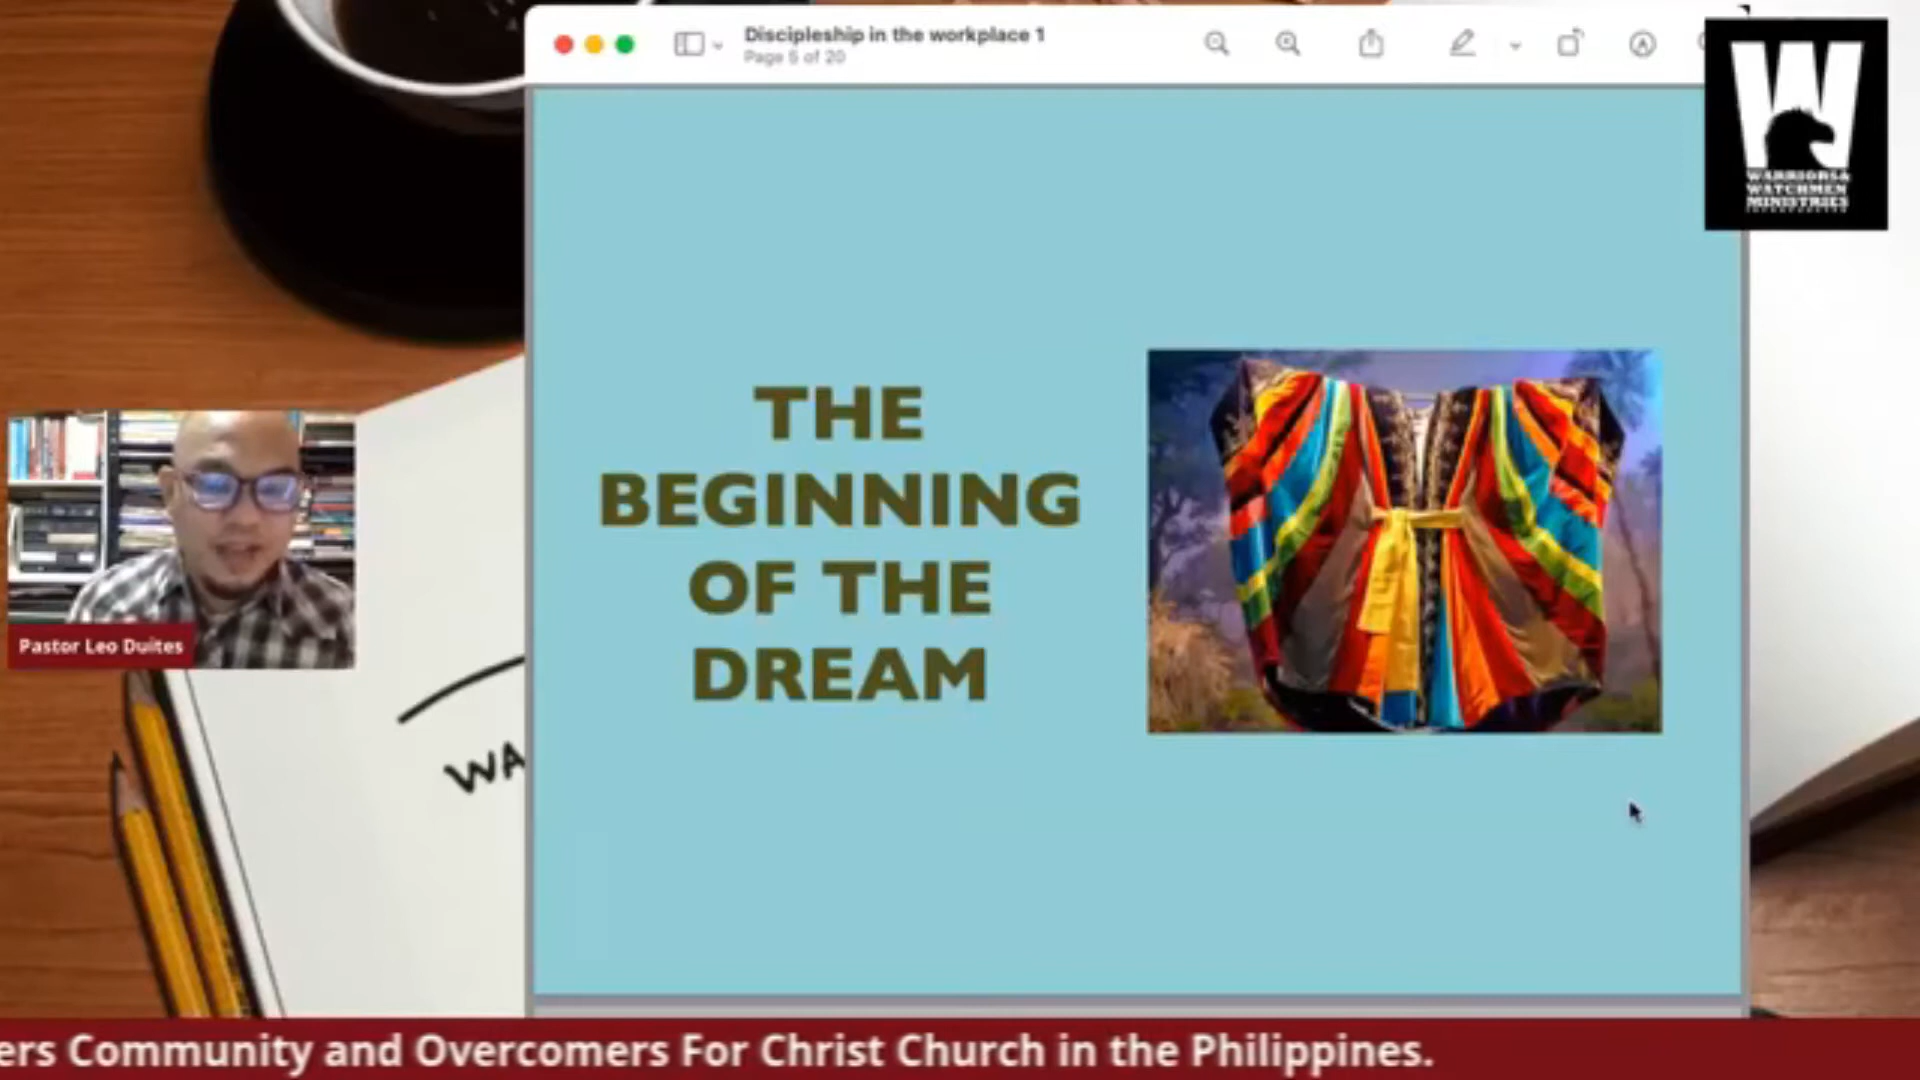 Discipleship in the workplace 1
Page 5 of 20
W
WARRIORS &
WATCHMEN
MINISTRIES
THE
BEGINNING
OF THE
DREAM
Pastor Leo Duites
WA
ers Community and Overcomers For Christ Church in the Philippines.